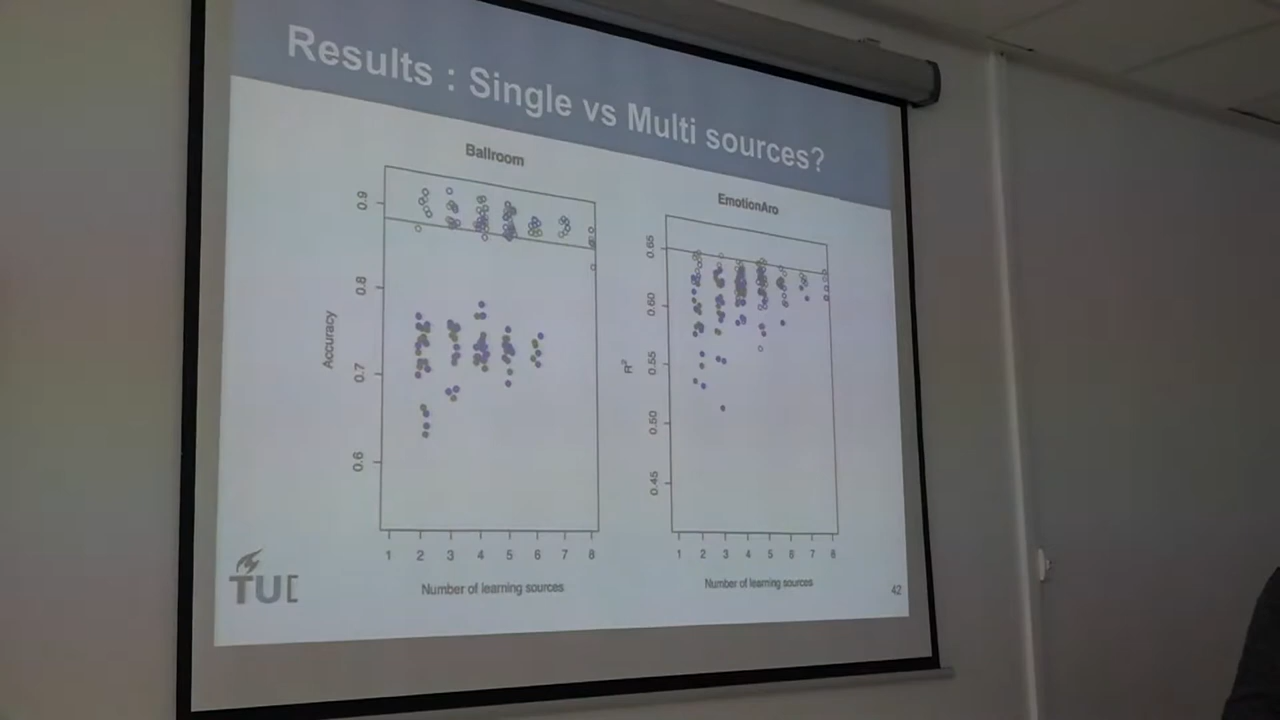 Results : Single vs Multi sources?
Ballroom
Accuracy
0.9
0.8
0.7
0.6
1 2 3 4 5 6 7 8
Number of learning sources
EmotionAro
R²
0.65
0.60
0.55
0.50
0.45
1 2 3 4 5 6 7 8
Number of learning sources
TU
42